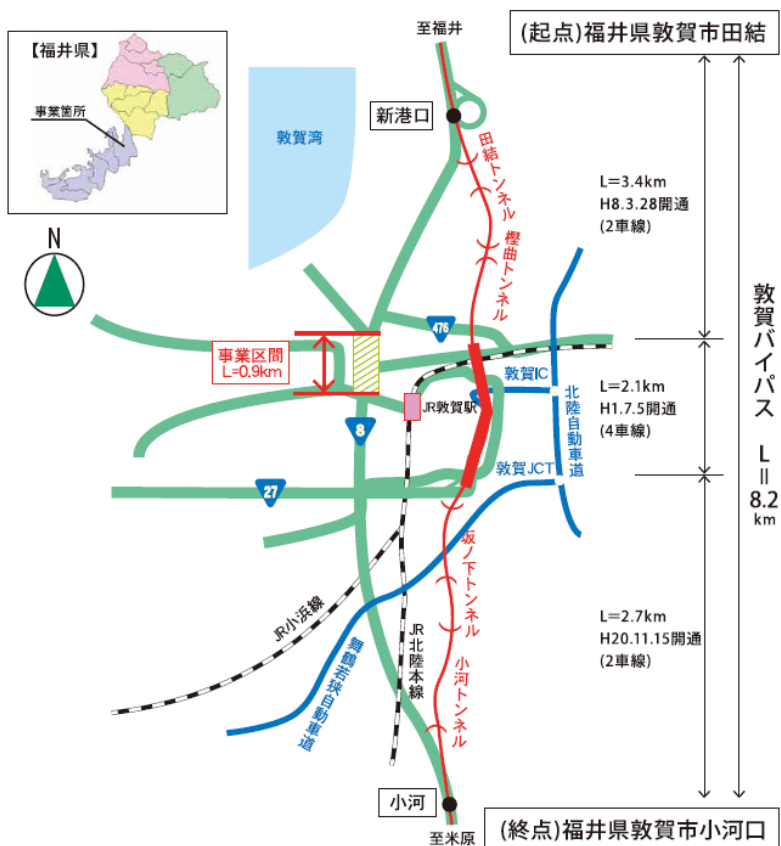 至福井
(起点)福井県敦賀市田結
【福井県】
事業箇所
新港口
敦賀湾
田結トンネル
L=3.4km
H8.3.28開通
(2車線)
樫曲トンネル
N
476
事業区間
L=0.9km
敦賀IC
JR敦賀駅
8
北陸自動車道
L=2.1km
H1.7.5開通
(4車線)
敦賀バイパス L=8.2km
敦賀JCT
27
坂ノ下トンネル
JR小浜線
舞鶴若狭自動車道
JR北陸本線
小河トンネル
L=2.7km
H20.11.15開通
(2車線)
小河
至米原
(終点)福井県敦賀市小河口